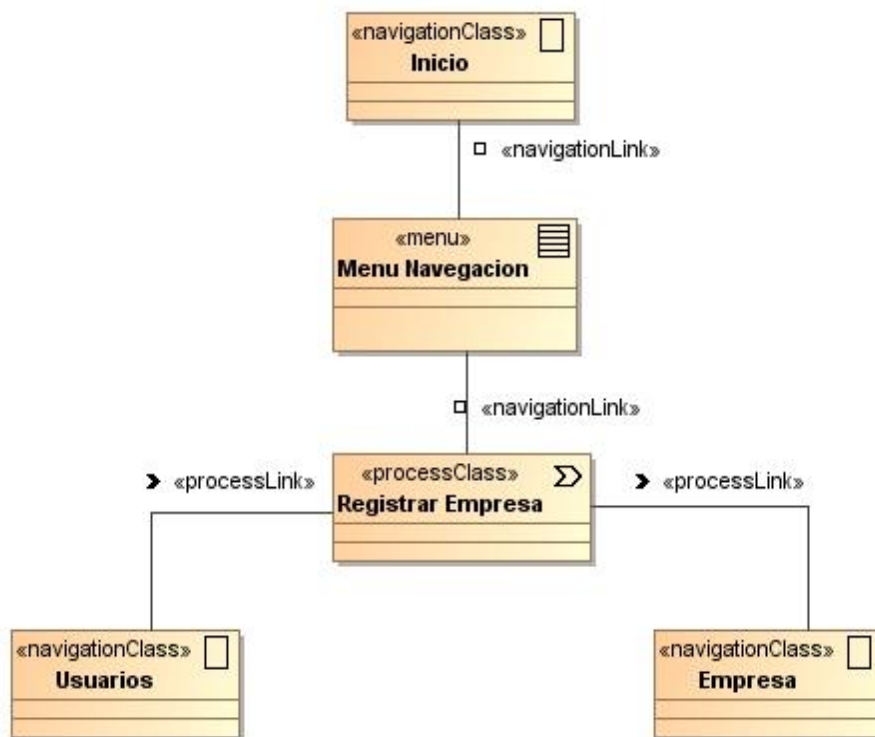 «navigationClass»
Inicio
«navigationLink»
«menu»
Menu Navegacion
«navigationLink»
«processClass»
Registrar Empresa
«processLink»
«processLink»
«navigationClass»
Usuarios
«navigationClass»
Empresa